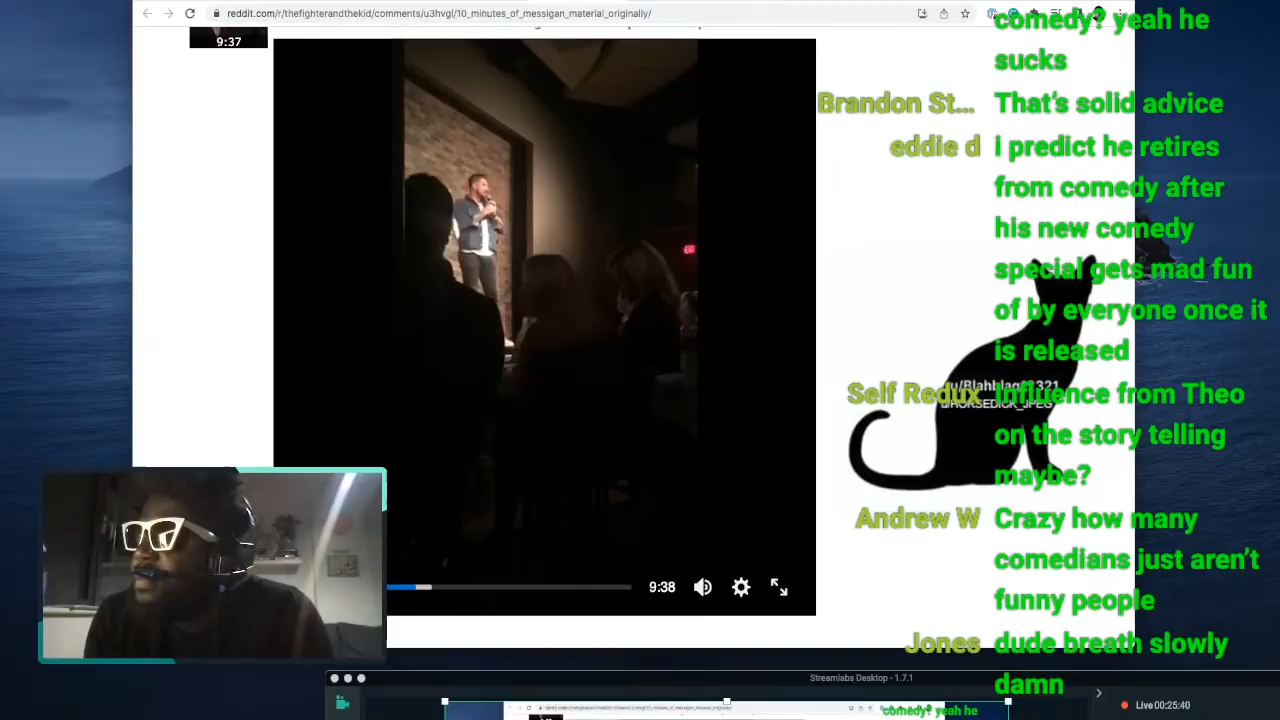 reddit.com/r/thefighterandthekid/comments/u3hvgl/10_minutes_of_messigan_material_originally/
9:37
comedy? yeah he
sucks
Brandon St... That's solid advice
eddie d i predict he retires
from comedy after
his new comedy
special gets mad fun
of by everyone once it
is released
Self Redux Influence from Theo
on the story telling
maybe?
Andrew W Crazy how many
comedians just aren't
funny people
Jones dude breath slowly
damn
9:38
Streamlabs Desktop - 1.7.1
comedy? yeah he
Live 00:25:40